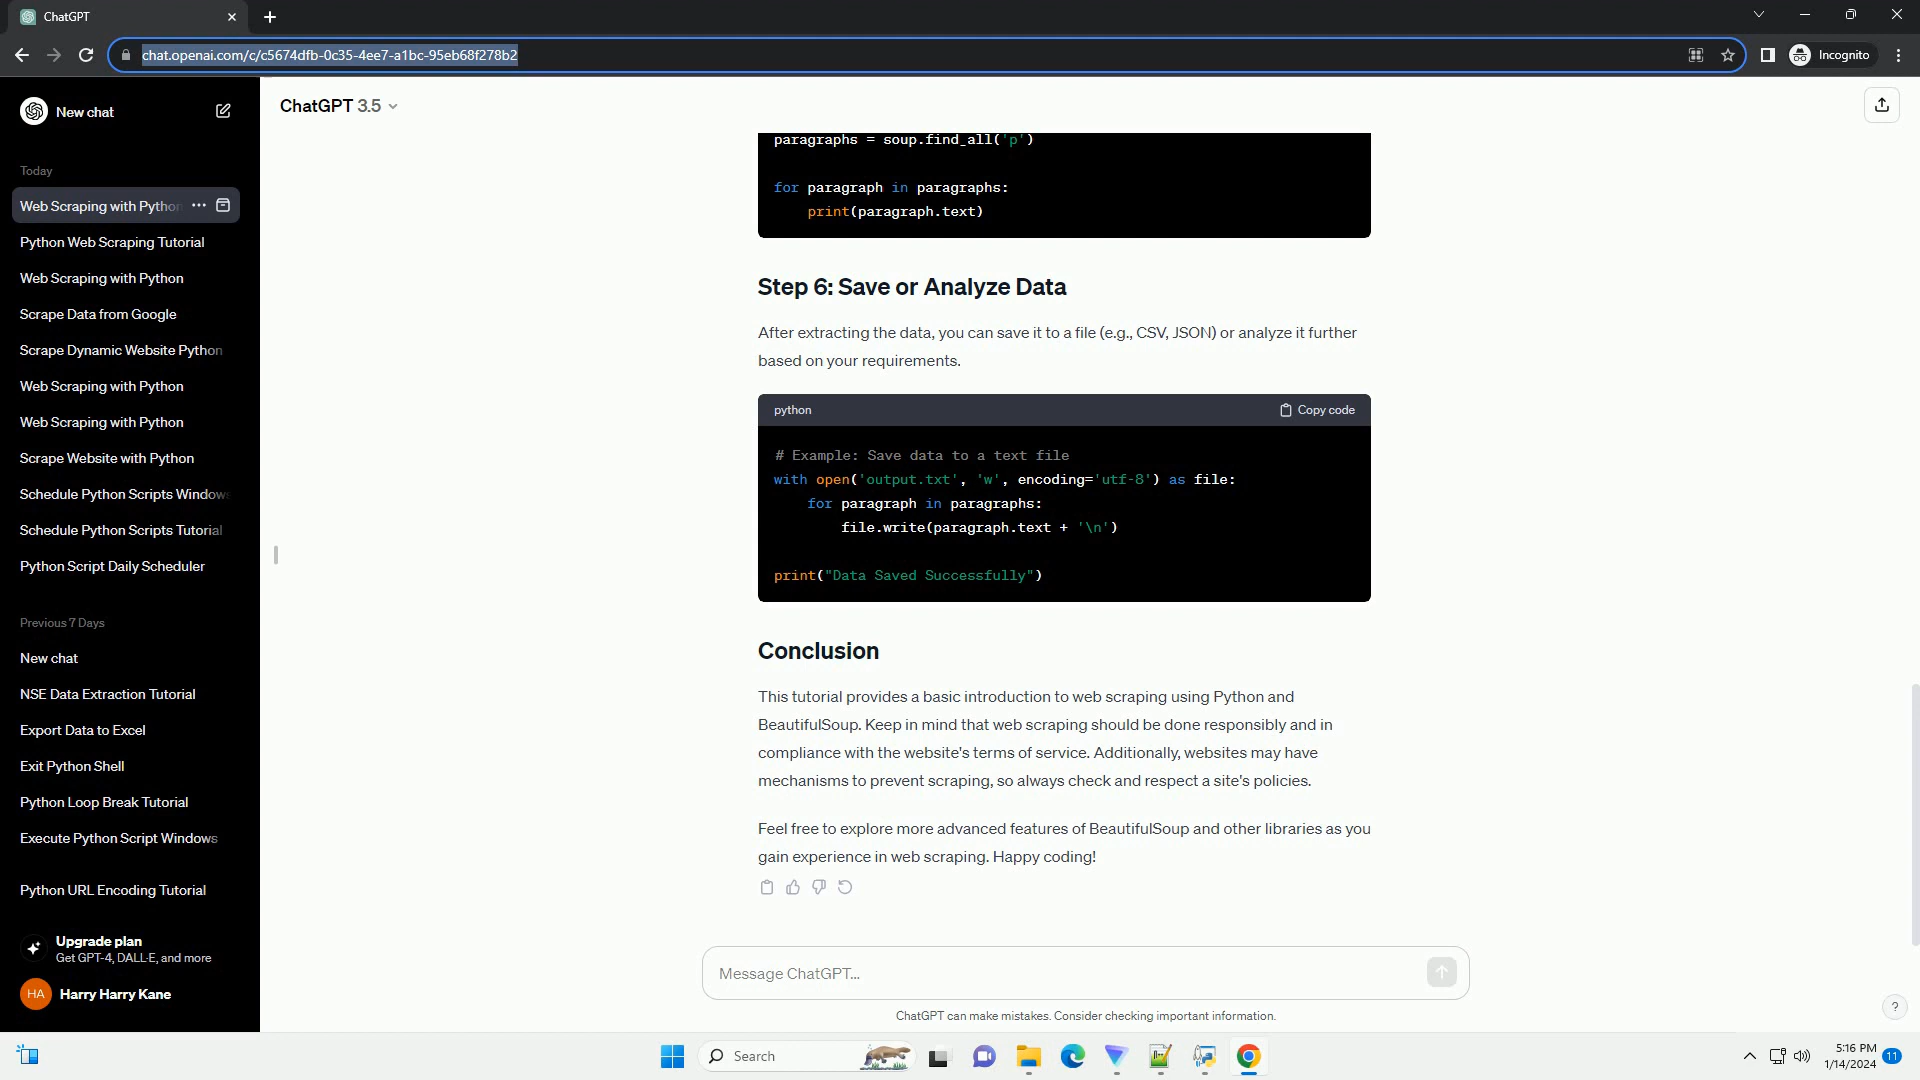 ChatGPT
chat.openai.com/c/c5674dfb-0c35-4ee7-a1bc-95eb68f278b2
Incognito
New chat
Today
Web Scraping with Python
Python Web Scraping Tutorial
Web Scraping with Python
Scrape Data from Google
Scrape Dynamic Website Python
Web Scraping with Python
Web Scraping with Python
Scrape Website with Python
Schedule Python Scripts Windows
Schedule Python Scripts Tutorial
Python Script Daily Scheduler
Previous 7 Days
New chat
NSE Data Extraction Tutorial
Export Data to Excel
Exit Python Shell
Python Loop Break Tutorial
Execute Python Script Windows
Python URL Encoding Tutorial
Upgrade plan
Get GPT-4, DALL·E, and more
HA
Harry Harry Kane
ChatGPT 3.5
paragraphs = soup.find_all('p')
for paragraph in paragraphs:
print(paragraph.text)
Step 6: Save or Analyze Data
After extracting the data, you can save it to a file (e.g., CSV, JSON) or analyze it further
based on your requirements.
python
Copy code
# Example: Save data to a text file
with open('output.txt', 'w', encoding='utf-8') as file:
for paragraph in paragraphs:
file.write(paragraph.text + '\n')
print("Data Saved Successfully")
Conclusion
This tutorial provides a basic introduction to web scraping using Python and
BeautifulSoup. Keep in mind that web scraping should be done responsibly and in
compliance with the website's terms of service. Additionally, websites may have
mechanisms to prevent scraping, so always check and respect a site's policies.
Feel free to explore more advanced features of BeautifulSoup and other libraries as you
gain experience in web scraping. Happy coding!
Message ChatGPT...
ChatGPT can make mistakes. Consider checking important information.
?
Search
5:16 PM
1/14/2024
11